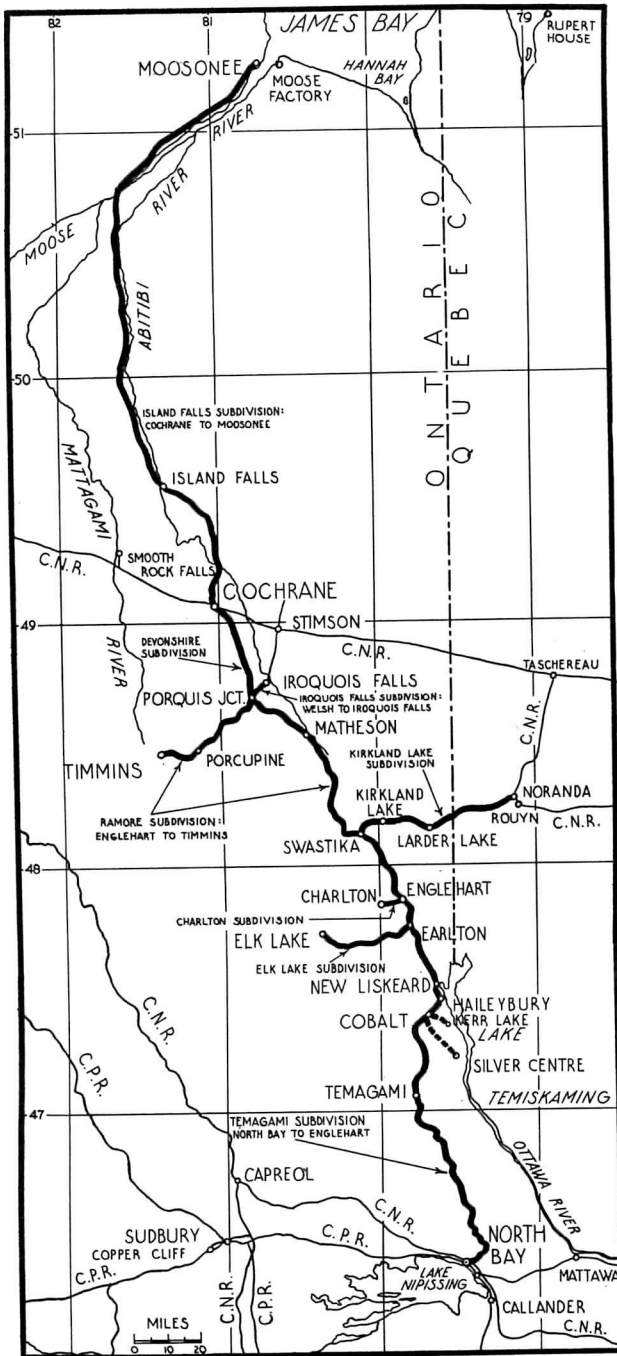 82
81
79
JAMES BAY
RUPERT
HOUSE
MOOSONEE
MOOSE
FACTORY
HANNAH
BAY
51
RIVER
RIVER
MOOSE
ONTARIO
QUEBEC
ABITIBI
50
ISLAND FALLS SUBDIVISION:
COCHRANE TO MOOSONEE
MATTAGAMI
ISLAND FALLS
C.N.R.
SMOOTH
ROCK FALLS
COCHRANE
49
STIMSON
RIVER
DEVONSHIRE
SUBDIVISION
C.N.R.
TASCHEREAU
IROQUOIS FALLS
PORQUIS JCT.
IROQUOIS FALLS SUBDIVISION:
WELSH TO IROQUOIS FALLS
MATHESON
C.N.R.
TIMMINS
PORCUPINE
KIRKLAND LAKE
SUBDIVISION
RAMORE SUBDIVISION:
ENGLEHART TO TIMMINS
KIRKLAND
LAKE
NORANDA
ROUYN
C.N.R.
SWASTIKA
LARDER LAKE
48
CHARLTON
ENGLEHART
CHARLTON SUBDIVISION
ELK LAKE
EARLTON
ELK LAKE SUBDIVISION
NEW LISKEARD
HAILEYBURY
C.N.R.
COBALT
KERR LAKE
LAKE
C.P.R.
SILVER CENTRE
TEMAGAMI
TEMISKAMING
47
TEMAGAMI SUBDIVISION
NORTH BAY TO ENGLEHART
OTTAWA RIVER
CAPREOL
C.N.R.
SUDBURY
COPPER CLIFF
C.P.R.
NORTH
BAY
C.P.R.
LAKE
NIPISSING
MATTAWA
CALLANDER
C.N.R.
C.P.R.
C.N.R.
MILES
0 10 20